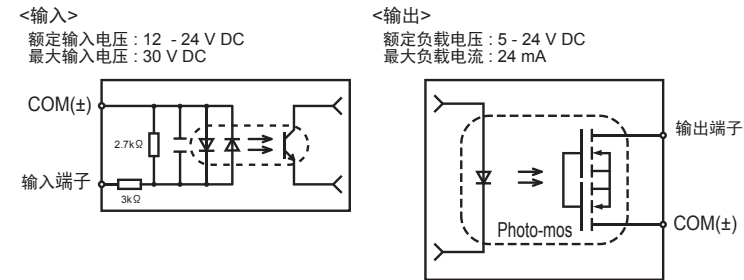 <输入>
额定输入电压 : 12 - 24 V DC
最大输入电压 : 30 V DC
COM(±)
2.7kΩ
输入端子
3kΩ
<输出>
额定负载电压 : 5 - 24 V DC
最大负载电流 : 24 mA
输出端子
Photo-mos
COM(±)